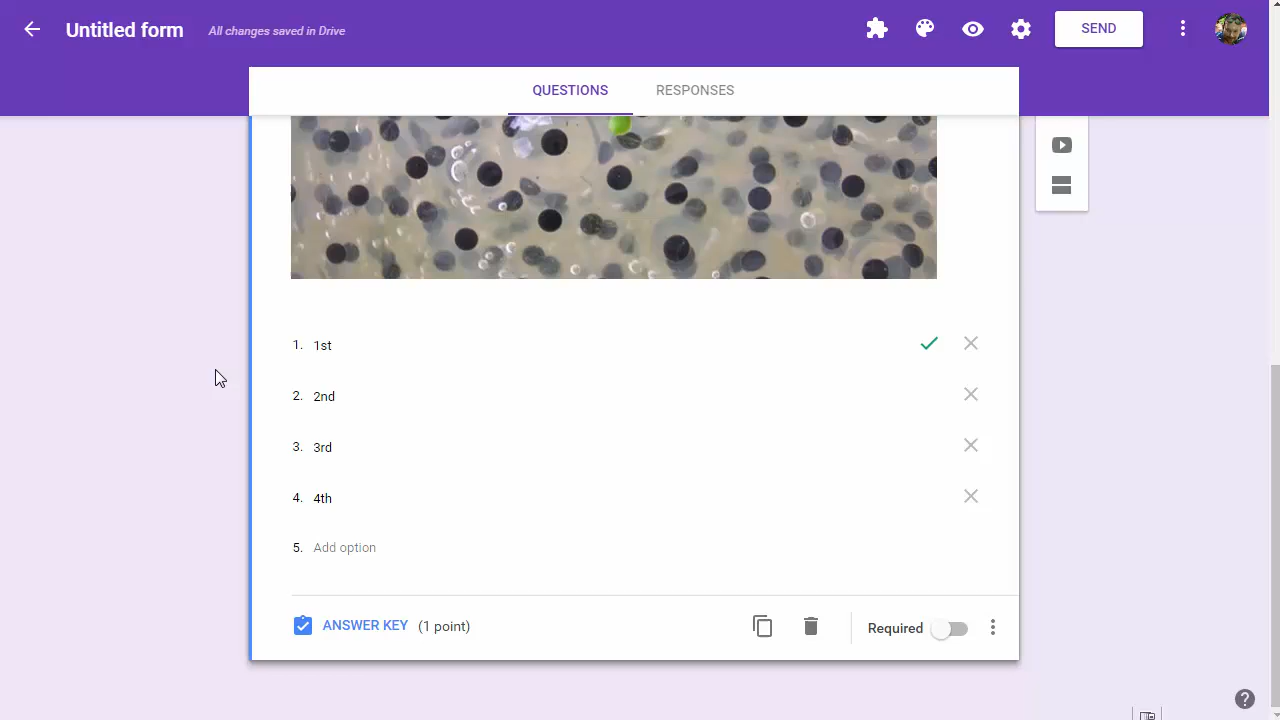 Untitled form All changes saved in Drive SEND
QUESTIONS RESPONSES
1. 1st
2. 2nd
3. 3rd
4. 4th
5. Add option
ANSWER KEY (1 point) Required